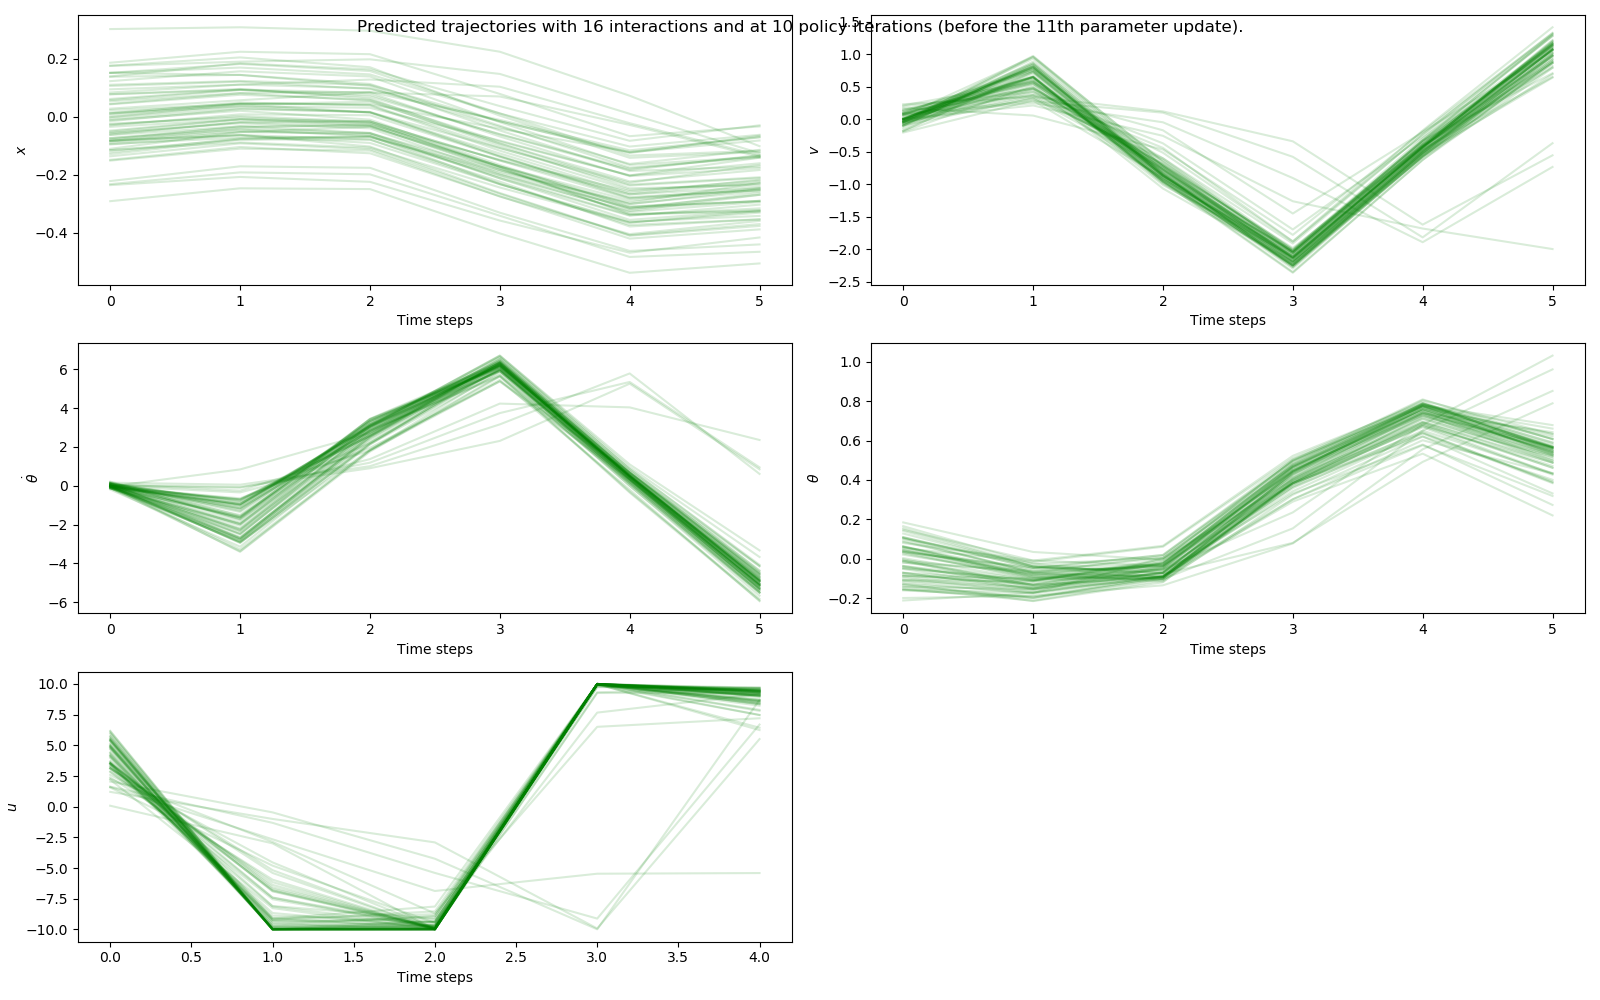 Predicted trajectories with 16 interactions and at 10 policy iterations (before the 11th parameter update).
0.2
0.0
−0.2
−0.4
x
0 1 2 3 4 5
Time steps
1.5
1.0
0.5
0.0
−0.5
−1.0
−1.5
−2.0
−2.5
v
0 1 2 3 4 5
Time steps
6
4
2
0
−2
−4
−6
θ̇
0 1 2 3 4 5
Time steps
1.0
0.8
0.6
0.4
0.2
0.0
−0.2
θ
0 1 2 3 4 5
Time steps
10.0
7.5
5.0
2.5
0.0
−2.5
−5.0
−7.5
−10.0
u
0.0 0.5 1.0 1.5 2.0 2.5 3.0 3.5 4.0
Time steps